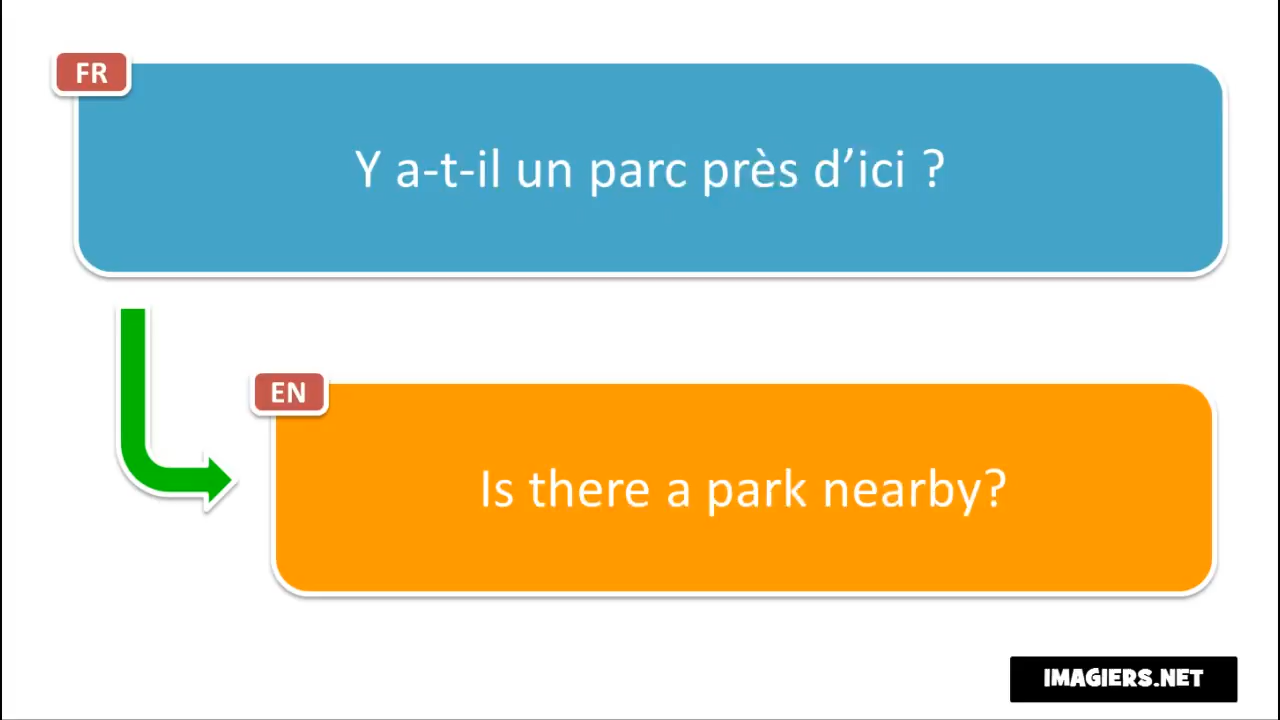 FR
Y a-t-il un parc près d’ici ?
EN
Is there a park nearby?
IMAGIERS.NET